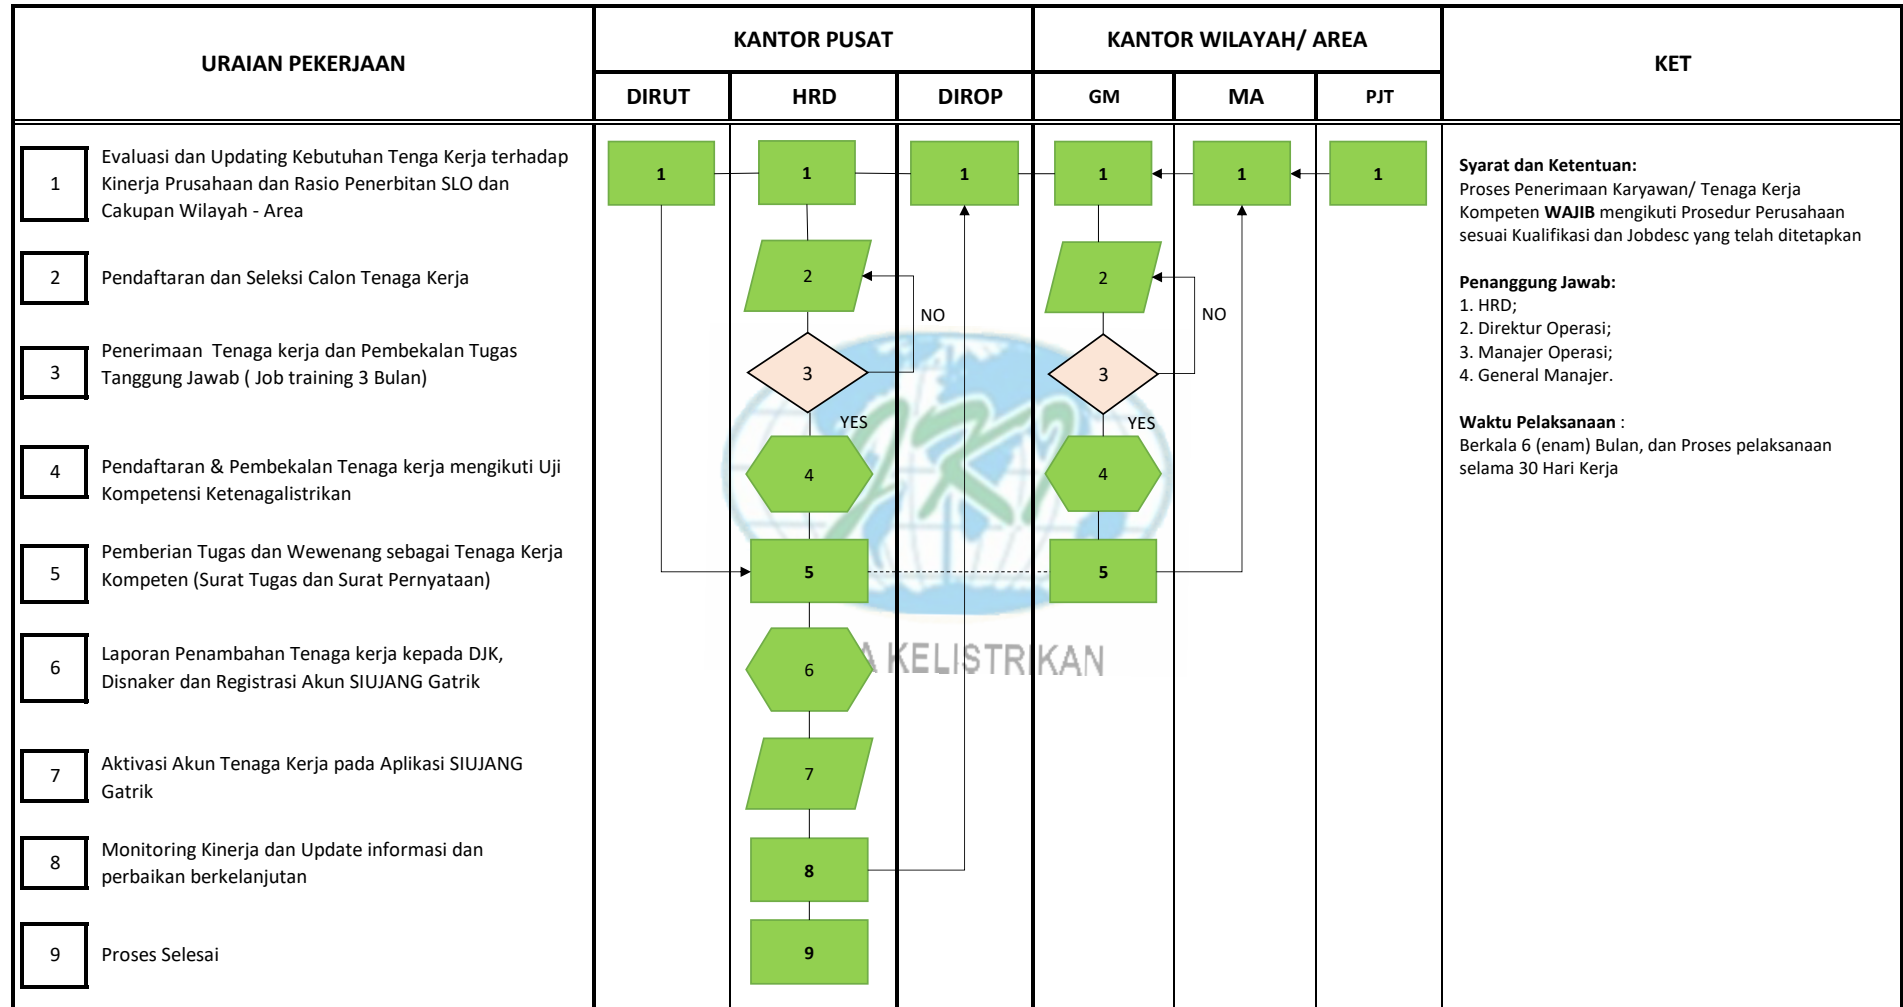 URAIAN PEKERJAAN
KANTOR PUSAT
KANTOR WILAYAH/ AREA
KET
DIRUT
HRD
DIROP
GM
MA
PJT
1
Evaluasi dan Updating Kebutuhan Tenga Kerja terhadap
Kinerja Prusahaan dan Rasio Penerbitan SLO dan
Cakupan Wilayah - Area
1
1
1
1
1
1
2
Pendaftaran dan Seleksi Calon Tenaga Kerja
2
2
NO
NO
3
Penerimaan  Tenaga kerja dan Pembekalan Tugas
Tanggung Jawab ( Job training 3 Bulan)
3
3
YES
YES
4
Pendaftaran & Pembekalan Tenaga kerja mengikuti Uji
Kompetensi Ketenagalistrikan
4
4
5
Pemberian Tugas dan Wewenang sebagai Tenaga Kerja
Kompeten (Surat Tugas dan Surat Pernyataan)
5
5
6
Laporan Penambahan Tenaga kerja kepada DJK,
Disnaker dan Registrasi Akun SIUJANG Gatrik
6
A KELISTRIKAN
7
Aktivasi Akun Tenaga Kerja pada Aplikasi SIUJANG
Gatrik
7
8
Monitoring Kinerja dan Update informasi dan
perbaikan berkelanjutan
8
9
Proses Selesai
9
Syarat dan Ketentuan:
Proses Penerimaan Karyawan/ Tenaga Kerja
Kompeten WAJIB mengikuti Prosedur Perusahaan
sesuai Kualifikasi dan Jobdesc yang telah ditetapkan
Penanggung Jawab:
1. HRD;
2. Direktur Operasi;
3. Manajer Operasi;
4. General Manajer.
Waktu Pelaksanaan :
Berkala 6 (enam) Bulan, dan Proses pelaksanaan
selama 30 Hari Kerja